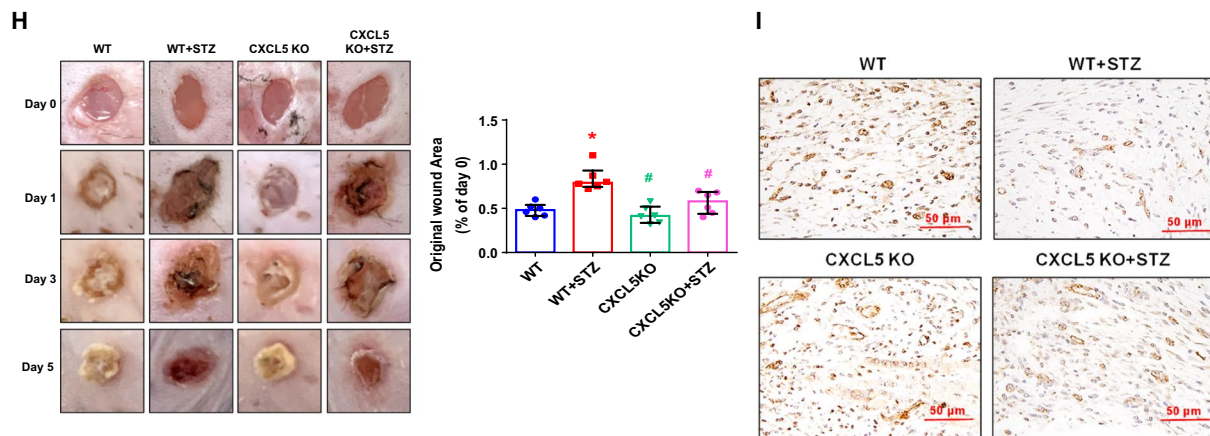 H
WT
WT+STZ
CXCL5 KO
CXCL5
KO+STZ
Day 0
Day 1
Day 3
Day 5
Original wound Area
(% of day 0)
1.5
1.0
0.5
0.0
*
#
#
WT
WT+STZ
CXCL5KO
CXCL5KO+STZ
I
WT
WT+STZ
50 µm
50 µm
CXCL5 KO
CXCL5 KO+STZ
50 µm
50 µm